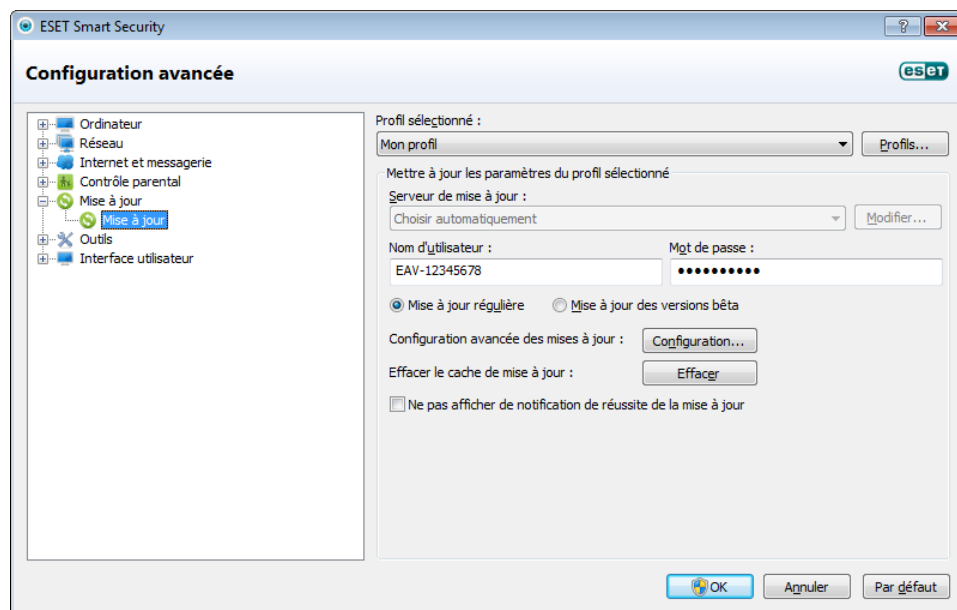 ESET Smart Security
Configuration avancée
eseT
Ordinateur
Réseau
Internet et messagerie
Contrôle parental
Mise à jour
Mise à jour
Outils
Interface utilisateur
Profil sélectionné :
Mon profil
Profils...
Mettre à jour les paramètres du profil sélectionné
Serveur de mise à jour :
Choisir automatiquement
Modifier...
Nom d'utilisateur :
Mot de passe :
EAV-12345678
••••••••••
Mise à jour régulière
Mise à jour des versions bêta
Configuration avancée des mises à jour :
Configuration...
Effacer le cache de mise à jour :
Effacer
Ne pas afficher de notification de réussite de la mise à jour
OK
Annuler
Par défaut